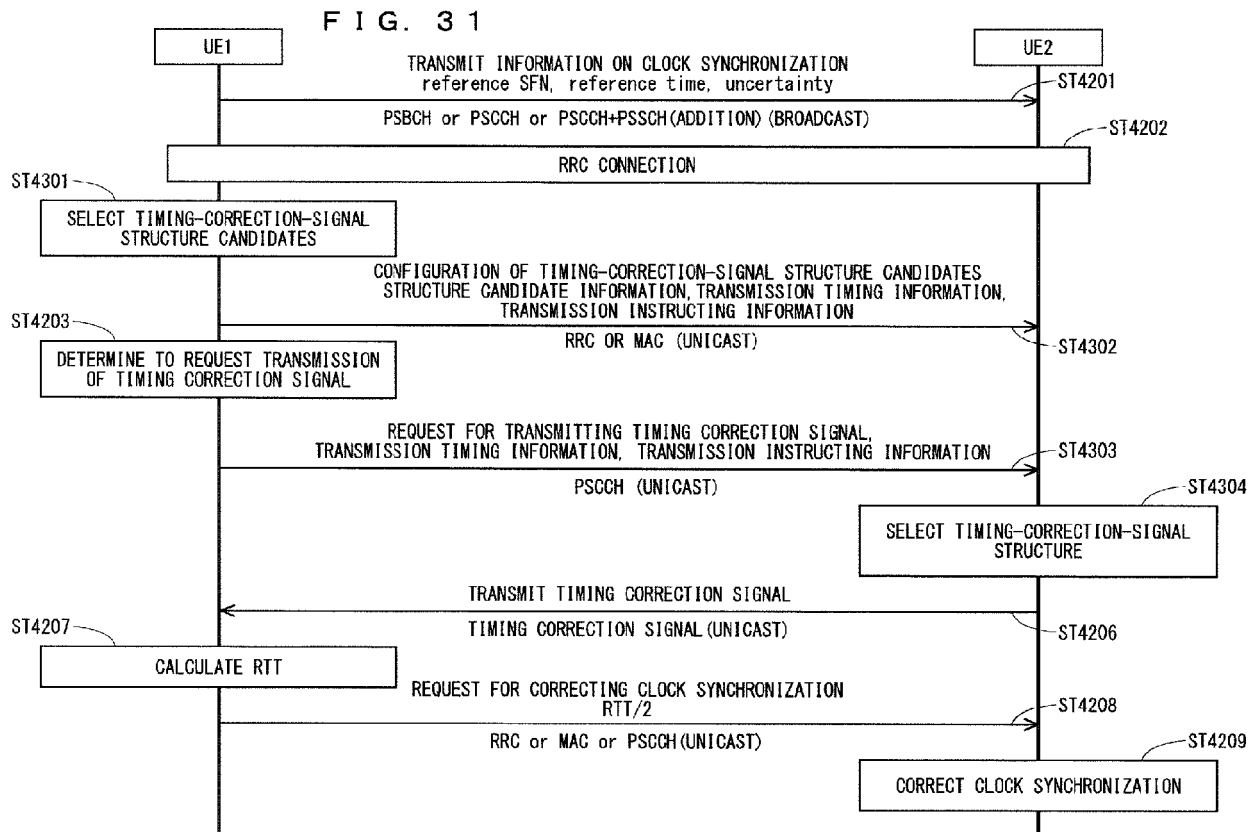 FIG. 31
UE1
UE2
TRANSMIT INFORMATION ON CLOCK SYNCHRONIZATION
reference SFN, reference time, uncertainty
ST4201
PSBCH or PSCCH or PSCCH+PSSCH(ADDITION)(BROADCAST)
ST4202
RRC CONNECTION
ST4301
SELECT TIMING-CORRECTION-SIGNAL
STRUCTURE CANDIDATES
CONFIGURATION OF TIMING-CORRECTION-SIGNAL STRUCTURE CANDIDATES
STRUCTURE CANDIDATE INFORMATION, TRANSMISSION TIMING INFORMATION,
TRANSMISSION INSTRUCTING INFORMATION
ST4203
RRC OR MAC (UNICAST)
ST4302
DETERMINE TO REQUEST TRANSMISSION
OF TIMING CORRECTION SIGNAL
REQUEST FOR TRANSMITTING TIMING CORRECTION SIGNAL,
TRANSMISSION TIMING INFORMATION, TRANSMISSION INSTRUCTING INFORMATION
ST4303
PSCCH (UNICAST)
ST4304
SELECT TIMING-CORRECTION-SIGNAL
STRUCTURE
TRANSMIT TIMING CORRECTION SIGNAL
ST4207
TIMING CORRECTION SIGNAL(UNICAST)
ST4206
CALCULATE RTT
REQUEST FOR CORRECTING CLOCK SYNCHRONIZATION
RTT/2
ST4208
RRC or MAC or PSCCH(UNICAST)
ST4209
CORRECT CLOCK SYNCHRONIZATION